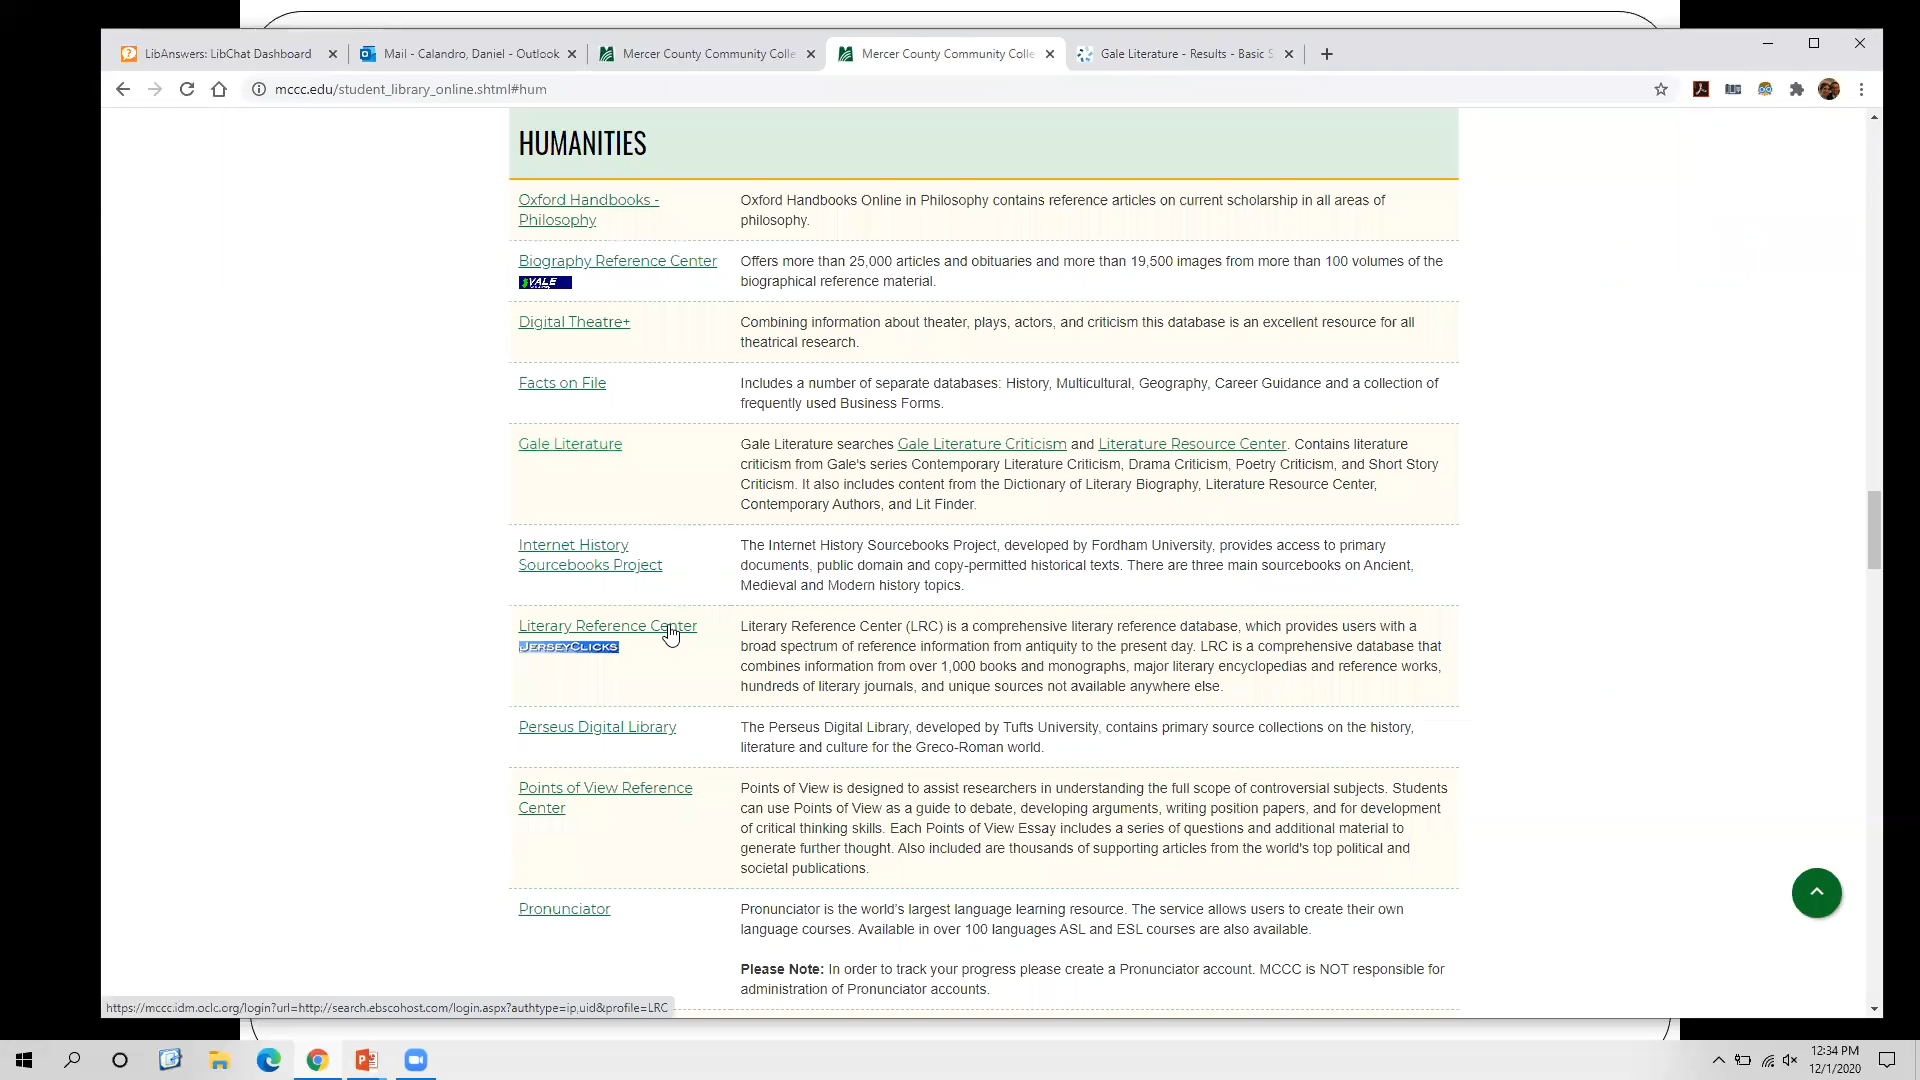 LibAnswers: LibChat Dashboard
Mail - Calandro, Daniel - Outlook
Mercer County Community Colle
Mercer County Community Colle
Gale Literature - Results - Basic S
mccc.edu/student_library_online.shtml#hum
HUMANITIES
Oxford Handbooks -
Philosophy
Oxford Handbooks Online in Philosophy contains reference articles on current scholarship in all areas of
philosophy.
Biography Reference Center
VALE
Offers more than 25,000 articles and obituaries and more than 19,500 images from more than 100 volumes of the
biographical reference material.
Digital Theatre+
Combining information about theater, plays, actors, and criticism this database is an excellent resource for all
theatrical research.
Facts on File
Includes a number of separate databases: History, Multicultural, Geography, Career Guidance and a collection of
frequently used Business Forms.
Gale Literature
Gale Literature searches Gale Literature Criticism and Literature Resource Center. Contains literature
criticism from Gale's series Contemporary Literature Criticism, Drama Criticism, Poetry Criticism, and Short Story
Criticism. It also includes content from the Dictionary of Literary Biography, Literature Resource Center,
Contemporary Authors, and Lit Finder.
Internet History
Sourcebooks Project
The Internet History Sourcebooks Project, developed by Fordham University, provides access to primary
documents, public domain and copy-permitted historical texts. There are three main sourcebooks on Ancient,
Medieval and Modern history topics.
Literary Reference Center
JERSEYCLICKS
Literary Reference Center (LRC) is a comprehensive literary reference database, which provides users with a
broad spectrum of reference information from antiquity to the present day. LRC is a comprehensive database that
combines information from over 1,000 books and monographs, major literary encyclopedias and reference works,
hundreds of literary journals, and unique sources not available anywhere else.
Perseus Digital Library
The Perseus Digital Library, developed by Tufts University, contains primary source collections on the history,
literature and culture for the Greco-Roman world.
Points of View Reference
Center
Points of View is designed to assist researchers in understanding the full scope of controversial subjects. Students
can use Points of View as a guide to debate, developing arguments, writing position papers, and for development
of critical thinking skills. Each Points of View Essay includes a series of questions and additional material to
generate further thought. Also included are thousands of supporting articles from the world's top political and
societal publications.
Pronunciator
Pronunciator is the world's largest language learning resource. The service allows users to create their own
language courses. Available in over 100 languages ASL and ESL courses are also available.
Please Note: In order to track your progress please create a Pronunciator account. MCCC is NOT responsible for
administration of Pronunciator accounts.
https://mccc.idm.oclc.org/login?url=http://search.ebscohost.com/login.aspx?authtype=ip,uid&profile=LRC
12:34 PM
12/1/2020